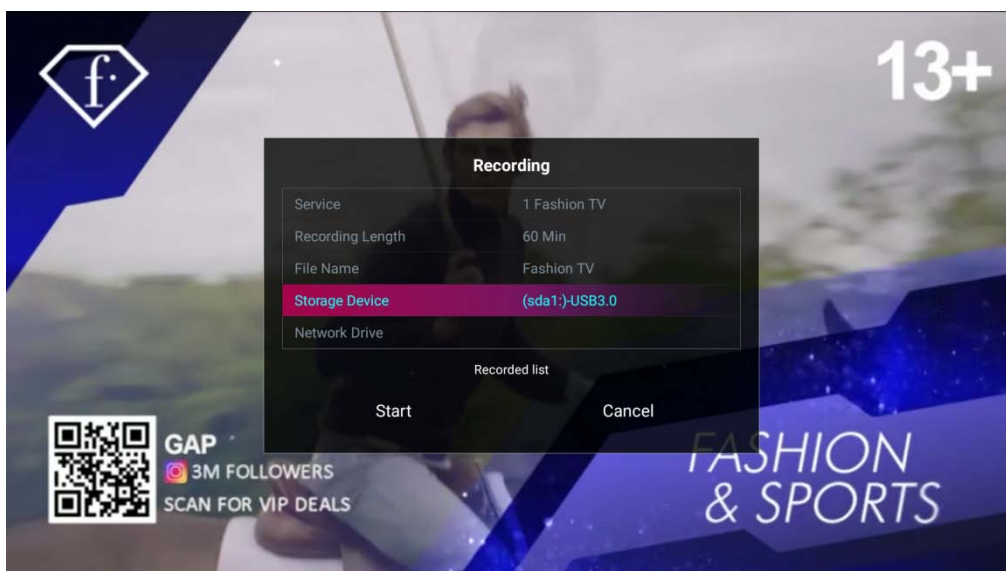 f.
13+
Recording
Service 1 Fashion TV
Recording Length 60 Min
File Name Fashion TV
Storage Device (sda1:)-USB3.0
Network Drive
Recorded list
Start Cancel
GAP
3M FOLLOWERS
SCAN FOR VIP DEALS
FASHION
& SPORTS